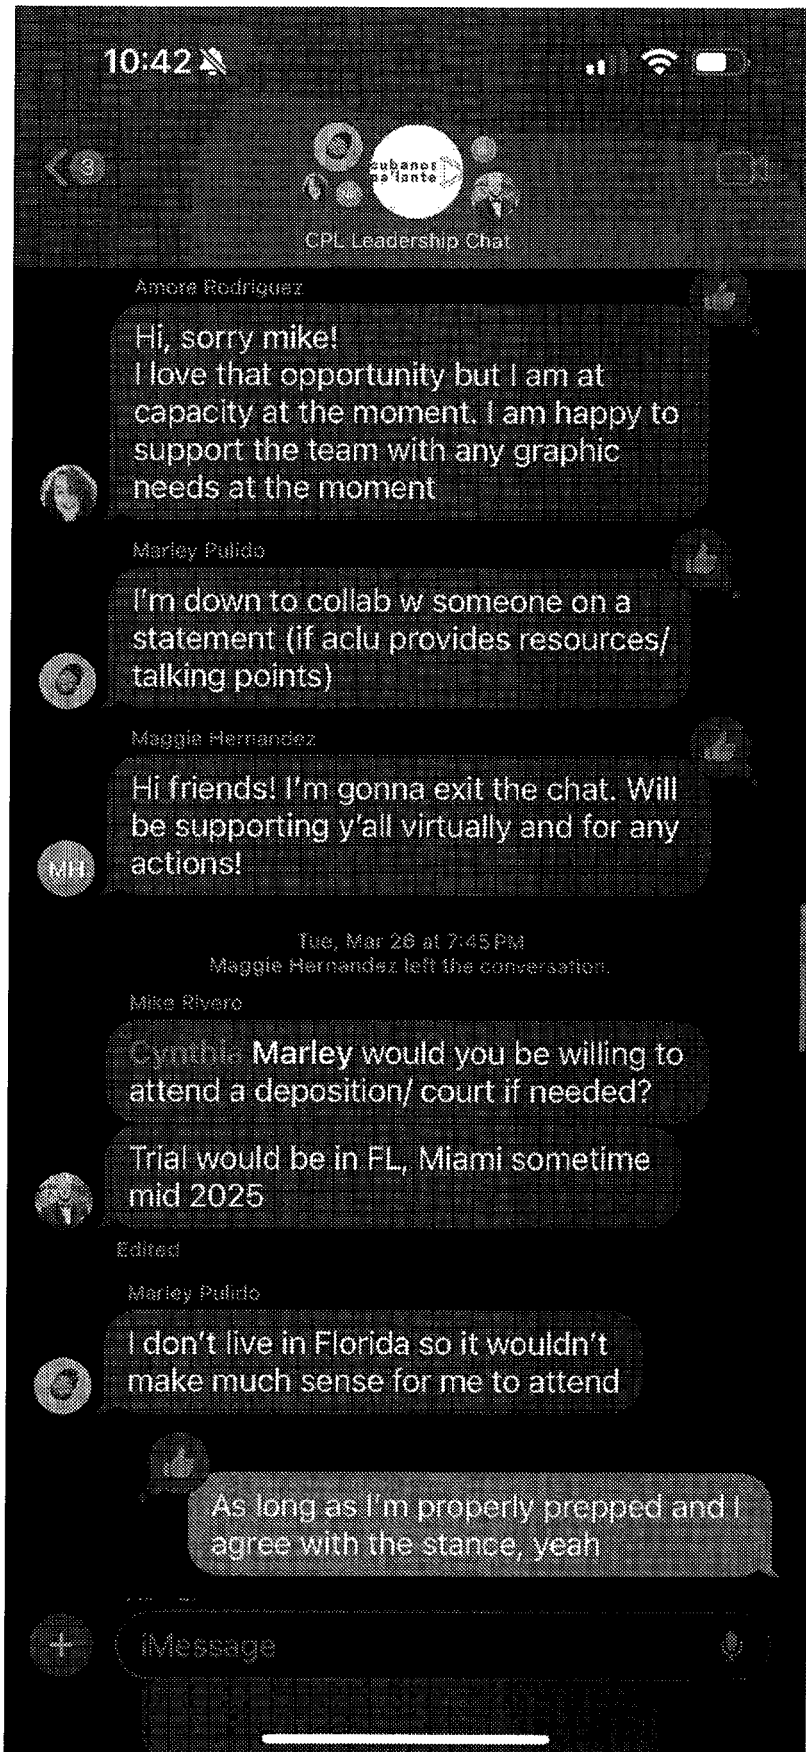 10:42
3
cubanos
pa'lante
CPL Leadership Chat
Amore Rodriguez
Hi, sorry mike!
I love that opportunity but I am at
capacity at the moment. I am happy to
support the team with any graphic
needs at the moment
Marley Pulido
I'm down to collab w someone on a
statement (if aclu provides resources/
talking points)
Maggie Hernandez
Hi friends! I'm gonna exit the chat. Will
be supporting y'all virtually and for any
actions!
MH
Tue, Mar 26 at 7:45 PM
Maggie Hernandez left the conversation.
Mike Rivero
Cynthia Marley would you be willing to
attend a deposition/ court if needed?
Trial would be in FL, Miami sometime
mid 2025
Edited
Marley Pulido
I don't live in Florida so it wouldn't
make much sense for me to attend
As long as I'm properly prepped and I
agree with the stance, yeah
iMessage